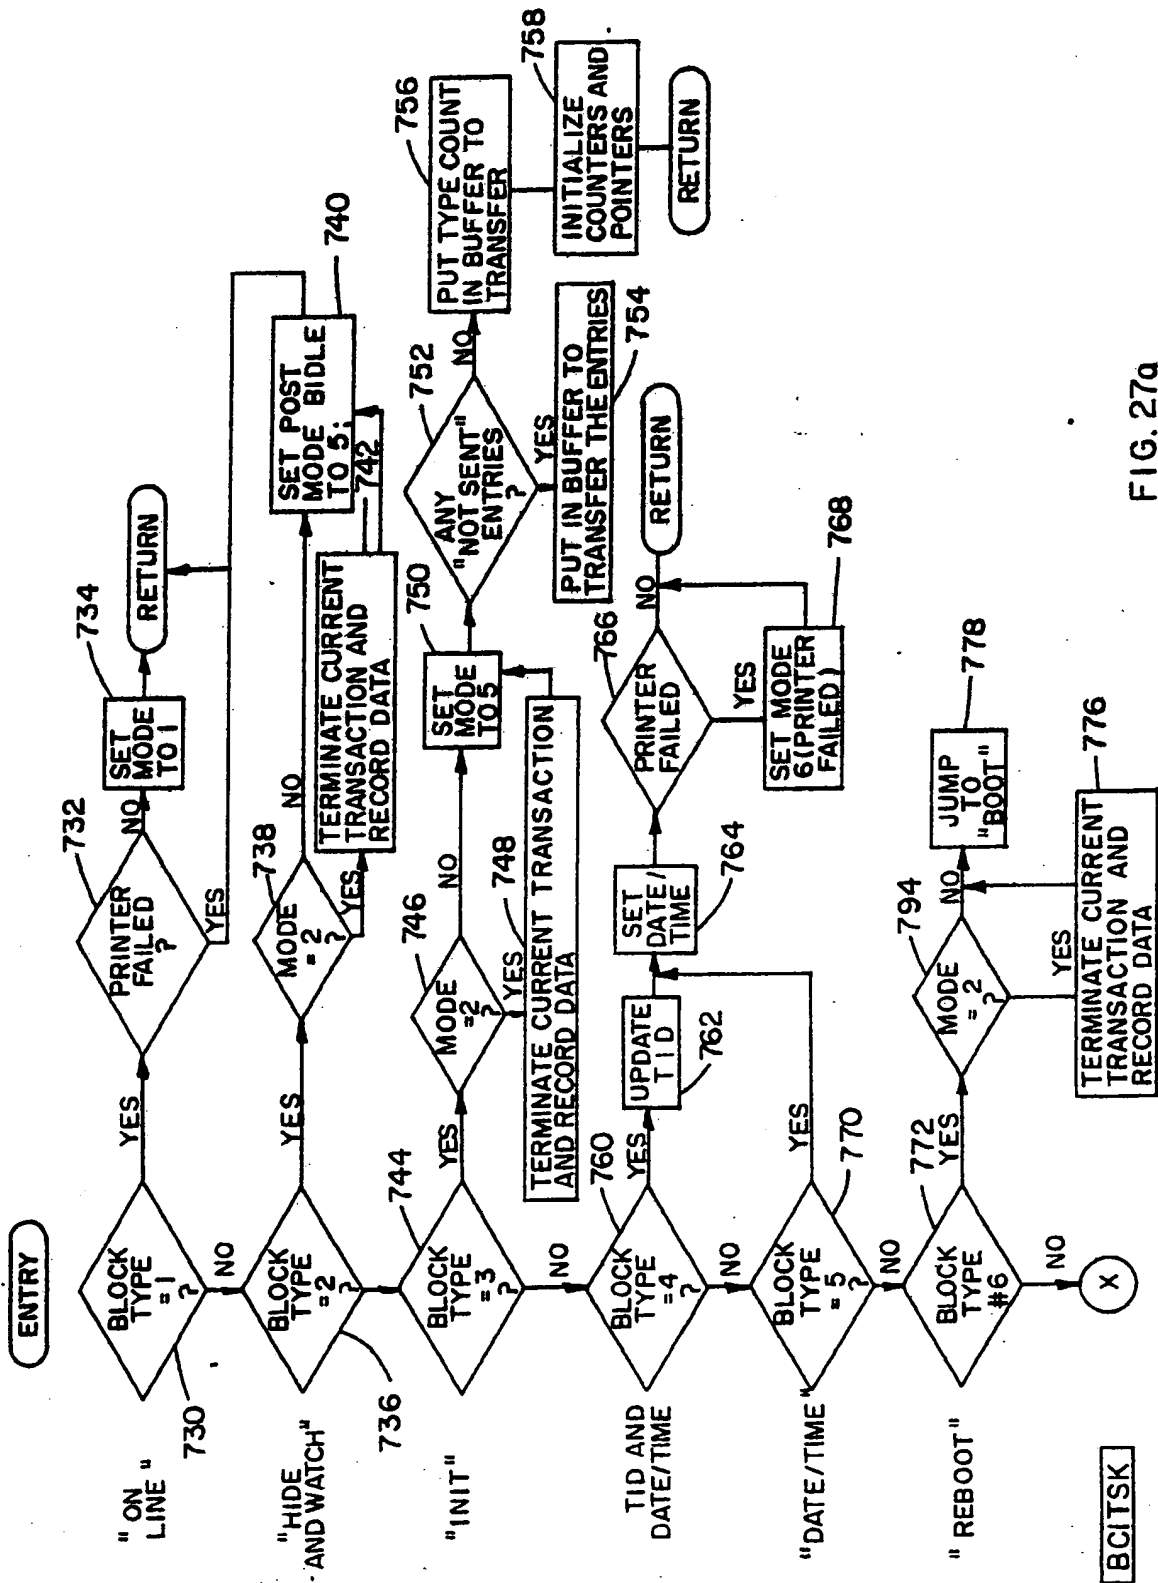 ENTRY
"ON
LINE"
BLOCK
TYPE
=1
?
730
YES
NO
PRINTER
FAILED
?
732
NO
YES
SET
MODE
TO 1
734
RETURN
"HIDE
AND WATCH"
BLOCK
TYPE
=2
?
736
YES
MODE
=2
?
738
NO
YES
SET POST
MODE BIDLE
TO 5;
740
TERMINATE CURRENT
TRANSACTION AND
RECORD DATA
742
"INIT"
BLOCK
TYPE
=3
?
744
YES
NO
MODE
=2
?
746
NO
YES
TERMINATE CURRENT TRANSACTION
AND RECORD DATA
748
SET
MODE
TO 5
750
ANY
"NOT SENT"
ENTRIES
?
752
NO
YES
PUT IN BUFFER TO
TRANSFER THE ENTRIES
754
PUT TYPE COUNT
IN BUFFER TO
TRANSFER
756
INITIALIZE
COUNTERS AND
POINTERS
758
RETURN
TID AND
DATE/TIME
BLOCK
TYPE
=4
?
760
YES
NO
UPDATE
TID
762
SET
DATE/
TIME
764
PRINTER
FAILED
766
NO
YES
SET MODE
6(PRINTER
FAILED)
768
RETURN
"DATE/TIME"
BLOCK
TYPE
=5
?
770
YES
NO
"REBOOT"
BLOCK
TYPE
#6
772
YES
NO
X
MODE
=2
?
794
NO
YES
TERMINATE CURRENT
TRANSACTION AND
RECORD DATA
776
JUMP
TO
"BOOT"
778
BCITSK
FIG. 27a